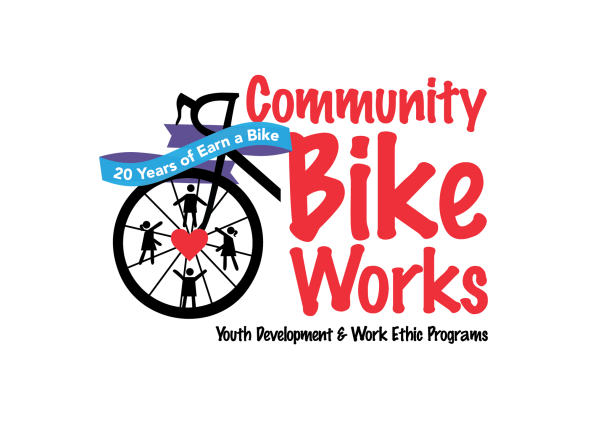 Community
20 Years of Earn a Bike
Bike
Works
Youth Development & Work Ethic Programs